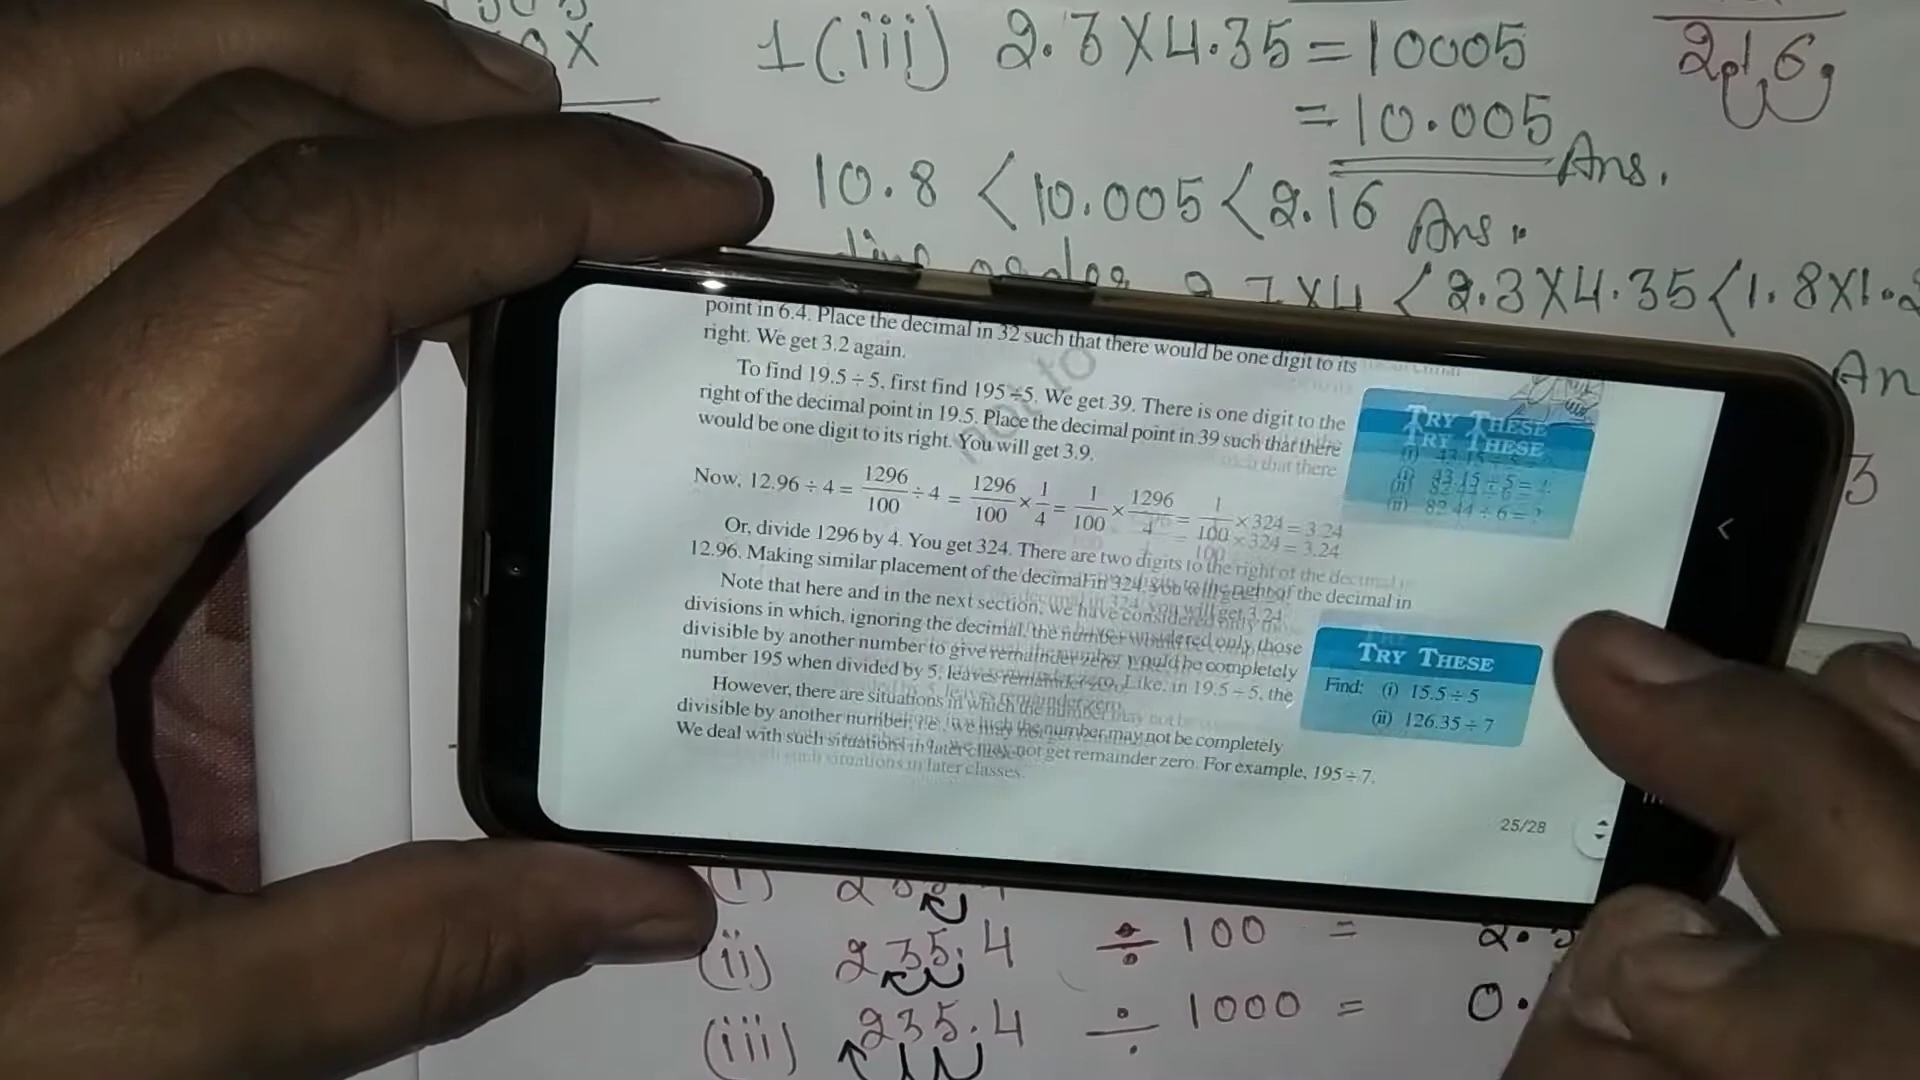 1 (iii) 2.3 X 4.35 = 10005
= 10.005 Ans.
10.8 < 10.005 < 2.16 Ans.
2.7 X 4 < 2.3 X 4.35 < 1.8 X 1.2
2.16
point in 6.4. Place the decimal in 32 such that there would be one digit to its
right. We get 3.2 again.
To find 19.5 ÷ 5, first find 195 ÷ 5. We get 39. There is one digit to the
right of the decimal point in 19.5. Place the decimal point in 39 such that there
would be one digit to its right. You will get 3.9.
TRY THESE
(i) 43.15 ÷ 5 = ?
(ii) 82.44 ÷ 6 = ?
Now, 12.96 ÷ 4 = 1296/100 ÷ 4 = 1296/100 × 1/4 = 1/100 × 1296/4 = 1/100 × 324 = 3.24
Or, divide 1296 by 4. You get 324. There are two digits to the right of the decimal in
12.96. Making similar placement of the decimal in 324, you will get 3.24.
Note that here and in the next section, we have considered only those
divisions in which, ignoring the decimal, the number would be completely
divisible by another number to give remainder zero. Like, in 19.5 ÷ 5, the
number 195 when divided by 5, leaves remainder zero.
However, there are situations in which the number may not be completely
divisible by another number, i.e., we may not get remainder zero. For example, 195 ÷ 7.
We deal with such situations in later classes.
TRY THESE
Find: (i) 15.5 ÷ 5
(ii) 126.35 ÷ 7
25/28
(ii) 235.4 ÷ 100 =
(iii) 235.4 ÷ 1000 =